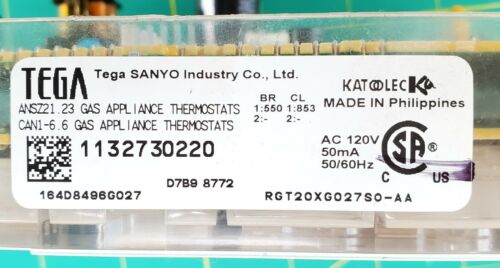 TEGA Tega SANYO Industry Co., Ltd.
KATOOLEC
ANSZ21.23 GAS APPLIANCE THERMOSTATS
CAN1-6.6 GAS APPLIANCE THERMOSTATS
BR CL
1:550 1:853
2:- 2:-
MADE IN Philippines
1132730220
AC 120V
50mA
50/60Hz
CSA
C US
D7B9 8772
164D8496G027
RGT20XG027S0-AA